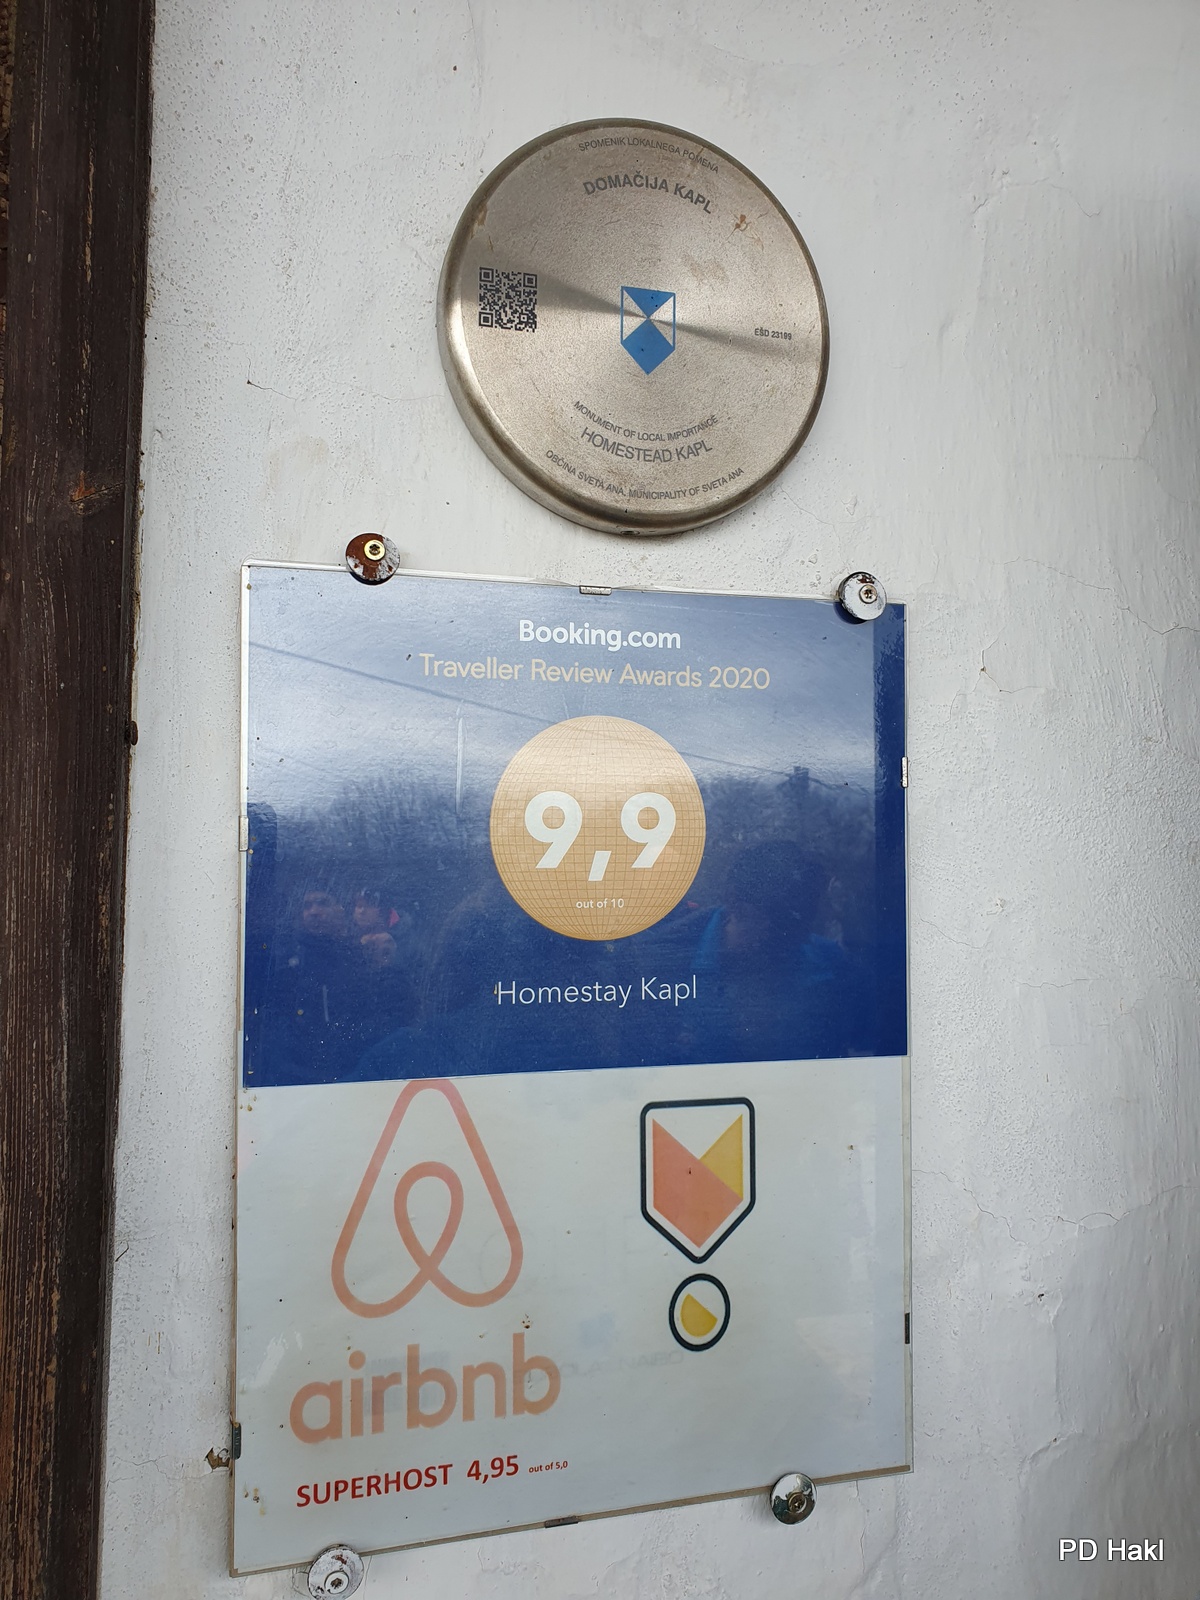 SPOMENIK LOKALNEGA POMENA
DOMAČIJA KAPL
EŠD 23199
MONUMENT OF LOCAL IMPORTANCE
HOMESTEAD KAPL
OBČINA SVETA ANA, MUNICIPALITY OF SVETA ANA
Booking.com
Traveller Review Awards 2020
9,9
out of 10
Homestay Kapl
airbnb
SUPERHOST 4,95 out of 5,0
PD Hakl